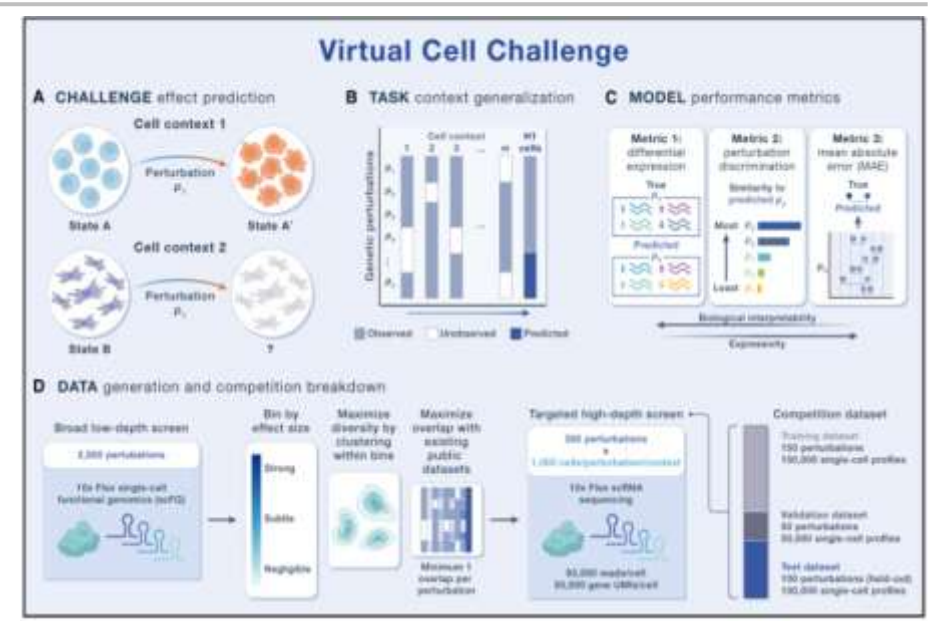 Virtual Cell Challenge
A CHALLENGE effect prediction
Cell context 1
Perturbation
State A
State A'
Cell context 2
Perturbation
State B
?
B TASK context generalization
Cell context
H1
cells
1 2 3 ...
Genetic perturbations
Observed
Unobserved
Predicted
C MODEL performance metrics
Metric 1:
differential
expression
True
Predicted
Metric 2:
perturbation
discrimination
Similarity to
predicted
Most
Least
Metric 3:
mean absolute
error (MAE)
True
Predicted
Biological interpretability
Expressivity
D DATA generation and competition breakdown
Broad low-depth screen
perturbations
10x Flex single-cell
functional genomics (scFG)
Bin by
effect size
Strong
Subtle
Negligible
Maximize
diversity by
clustering
within bins
Maximize
overlap with
existing
public
datasets
Minimum 1
overlap per
perturbation
Targeted high-depth screen
300 perturbations
x
1,000 cells/perturbation/context
10x Flex scRNA
sequencing
reads/cell
gene UMIs/cell
Competition dataset
Training dataset
150 perturbations
150,000 single-cell profiles
Validation dataset
50 perturbations
50,000 single-cell profiles
Test dataset
100 perturbations (held-out)
100,000 single-cell profiles